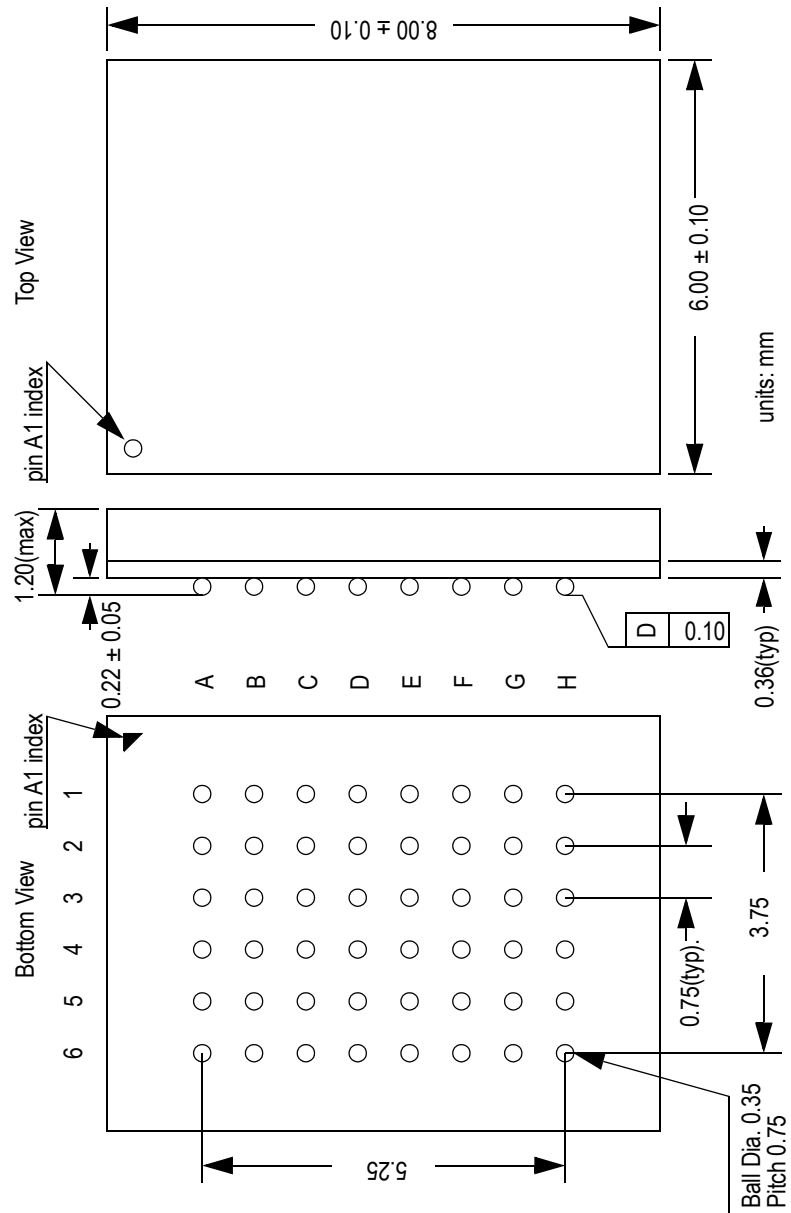 Bottom View
pin A1 index
Top View
pin A1 index
6
5
4
3
2
1
A
B
C
D
E
F
G
H
0.22 ± 0.05
1.20(max)
8.00 ± 0.10
5.25
D 0.10
0.75(typ).
3.75
0.36(typ)
6.00 ± 0.10
Ball Dia. 0.35
Pitch 0.75
units: mm